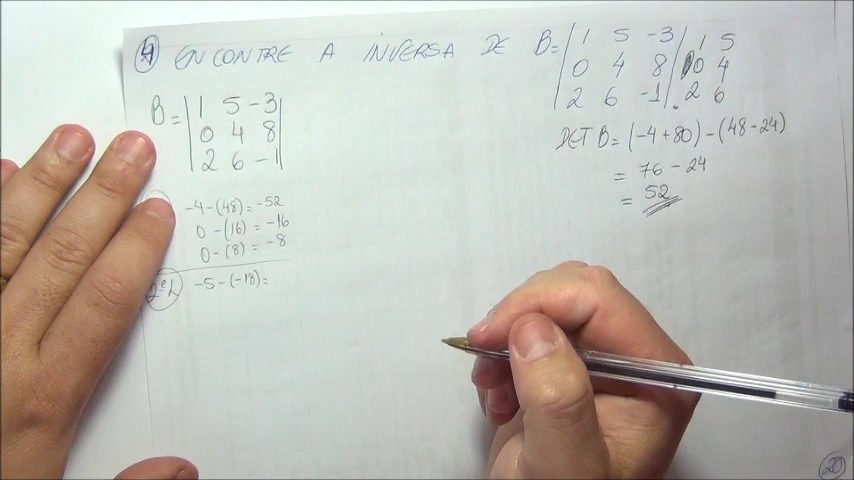 4) ENCONTRE A INVERSA DE B= | 1 5 -3 | 1 5
0 4 8 | 0 4
2 6 -1 | 2 6
B = | 1 5 -3 |
0 4 8
2 6 -1
DET B = (-4+80) - (48-24)
= 76 - 24
= 52
-4-(48) = -52
0-(16) = -16
0-(8) = -8
2ªL -5-(-18) =
20